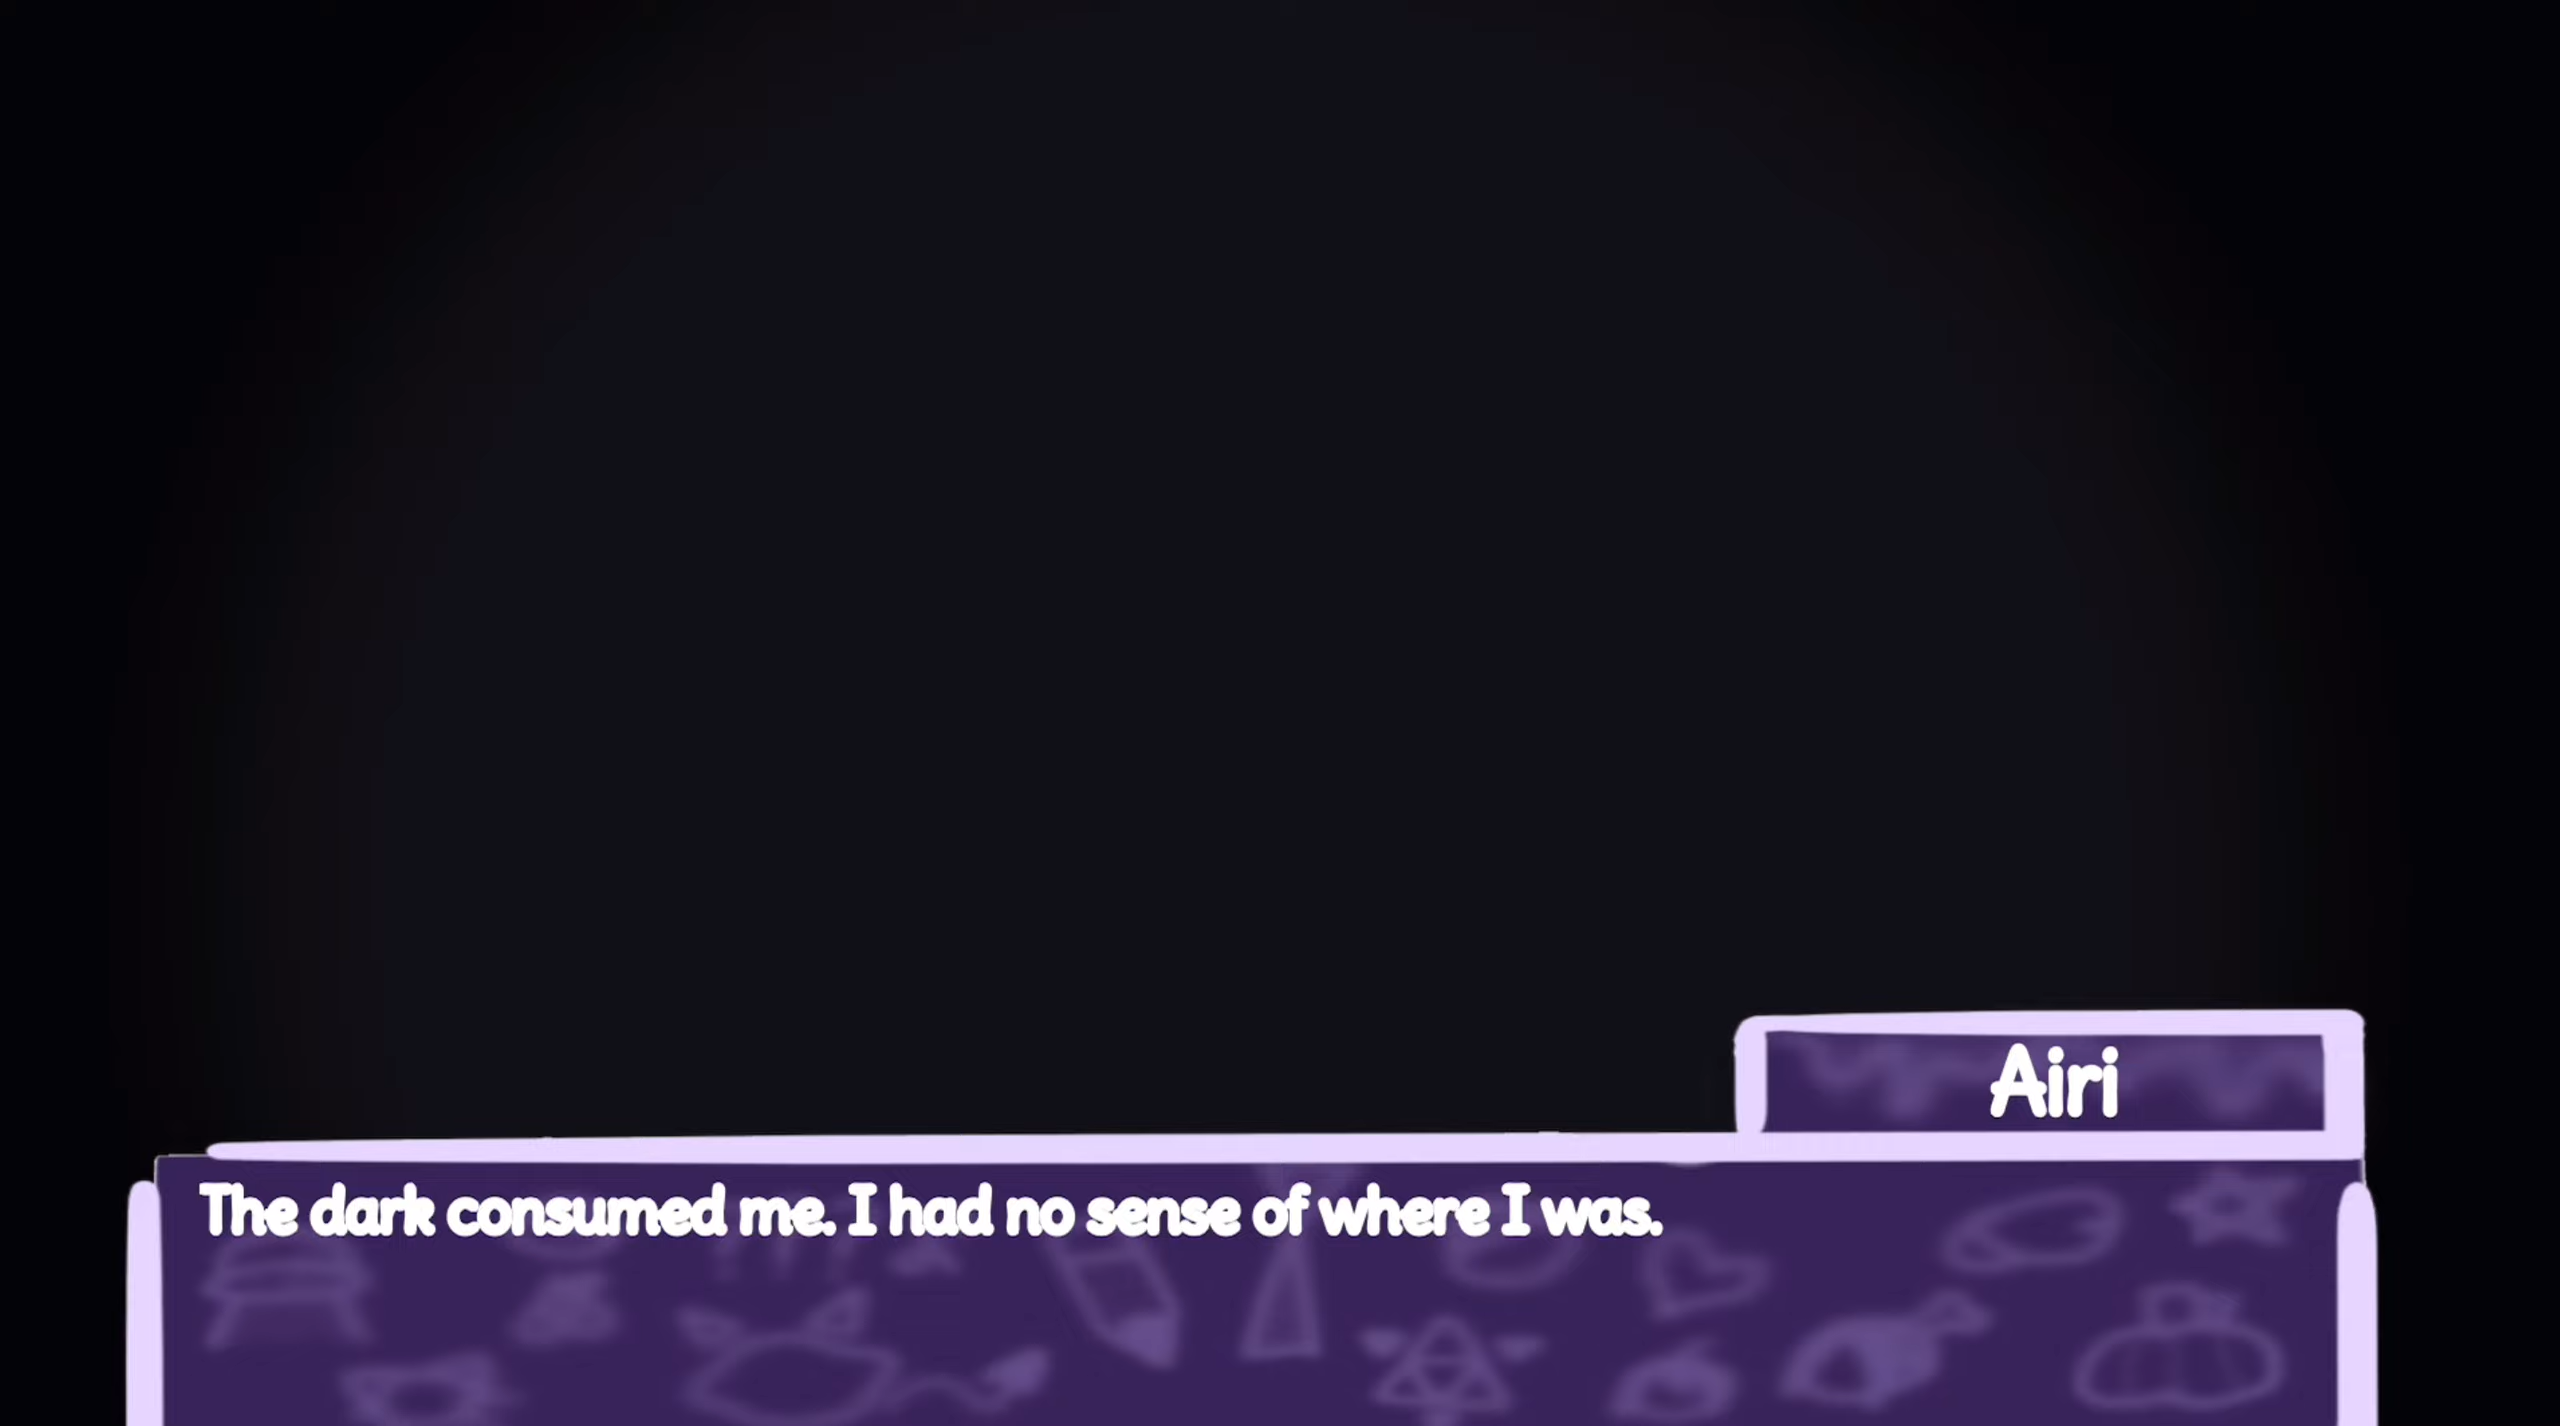 Airi
The dark consumed me. I had no sense of where I was.